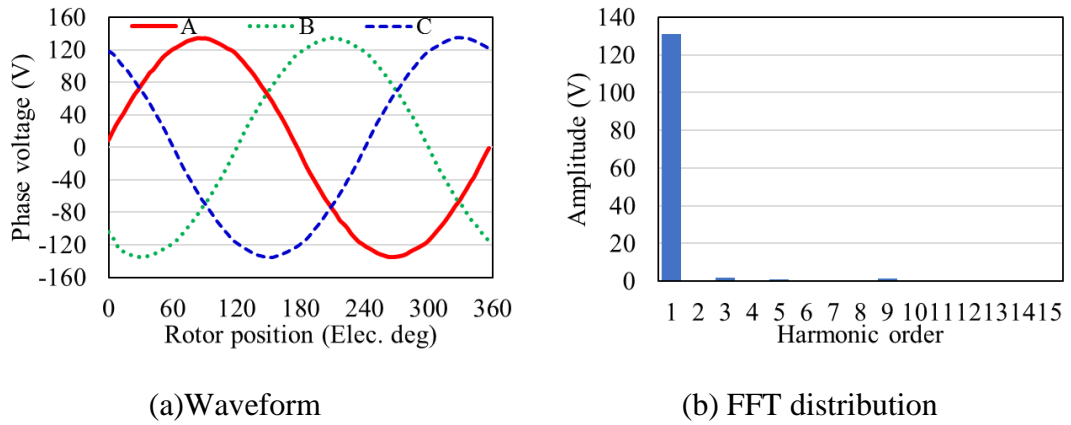 A B C
Phase voltage (V)
160
120
80
40
0
-40
-80
-120
-160
0 60 120 180 240 300 360
Rotor position (Elec. deg)
(a)Waveform
Amplitude (V)
140
120
100
80
60
40
20
0
1 2 3 4 5 6 7 8 9 10 11 12 13 14 15
Harmonic order
(b) FFT distribution